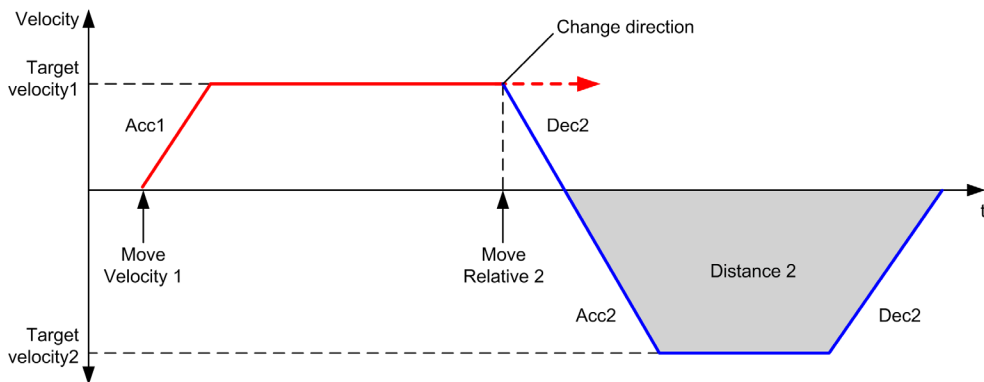 Velocity
Change direction
Target
velocity1
Acc1
Dec2
t
Move
Velocity 1
Move
Relative 2
Distance 2
Acc2
Dec2
Target
velocity2